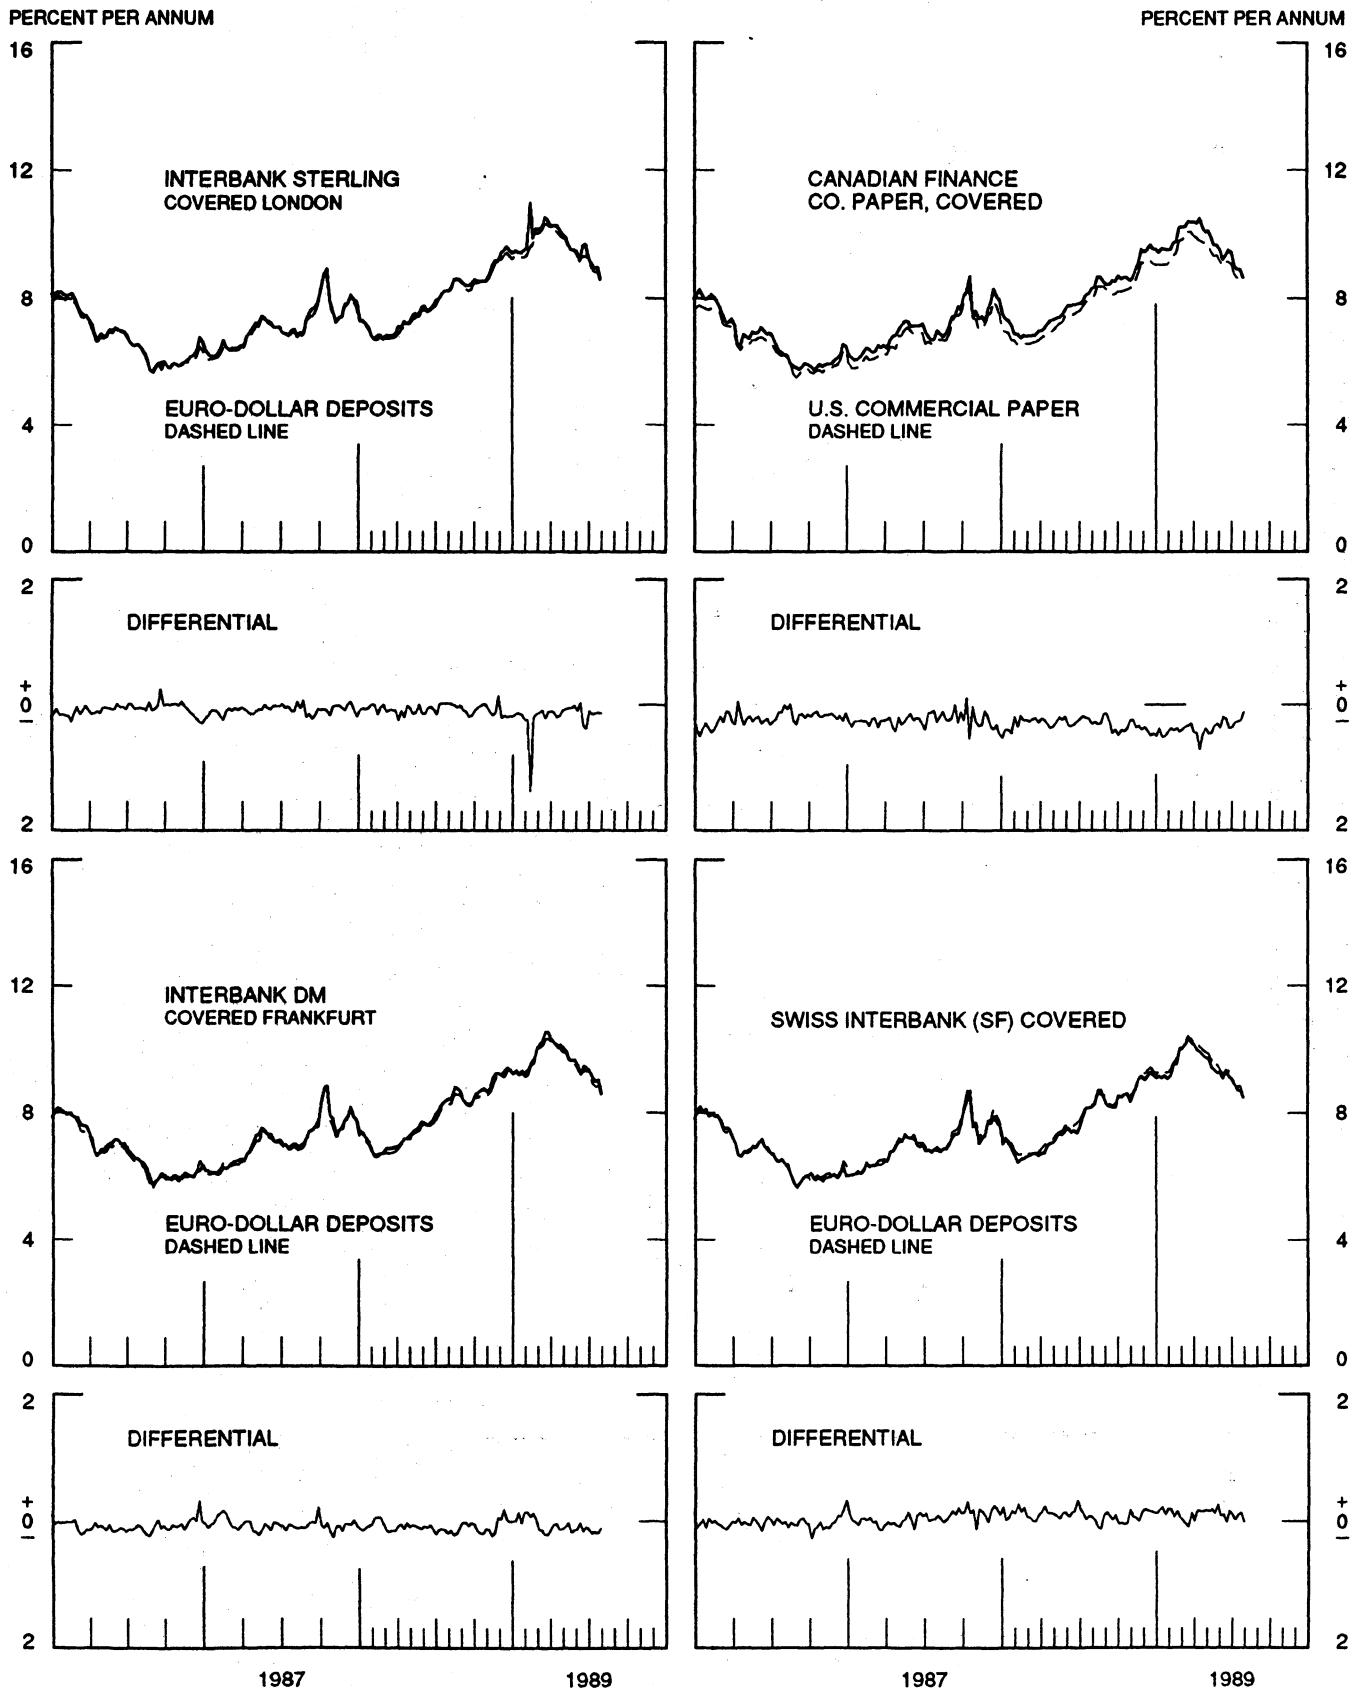 PERCENT PER ANNUM
PERCENT PER ANNUM
16
12
8
4
0
INTERBANK STERLING
COVERED LONDON
EURO-DOLLAR DEPOSITS
DASHED LINE
CANADIAN FINANCE
CO. PAPER, COVERED
U.S. COMMERCIAL PAPER
DASHED LINE
16
12
8
4
0
2
+
0
–
2
DIFFERENTIAL
DIFFERENTIAL
2
+
0
–
2
16
12
8
4
0
INTERBANK DM
COVERED FRANKFURT
EURO-DOLLAR DEPOSITS
DASHED LINE
SWISS INTERBANK (SF) COVERED
EURO-DOLLAR DEPOSITS
DASHED LINE
16
12
8
4
0
2
+
0
–
2
DIFFERENTIAL
DIFFERENTIAL
2
+
0
–
2
1987
1989
1987
1989